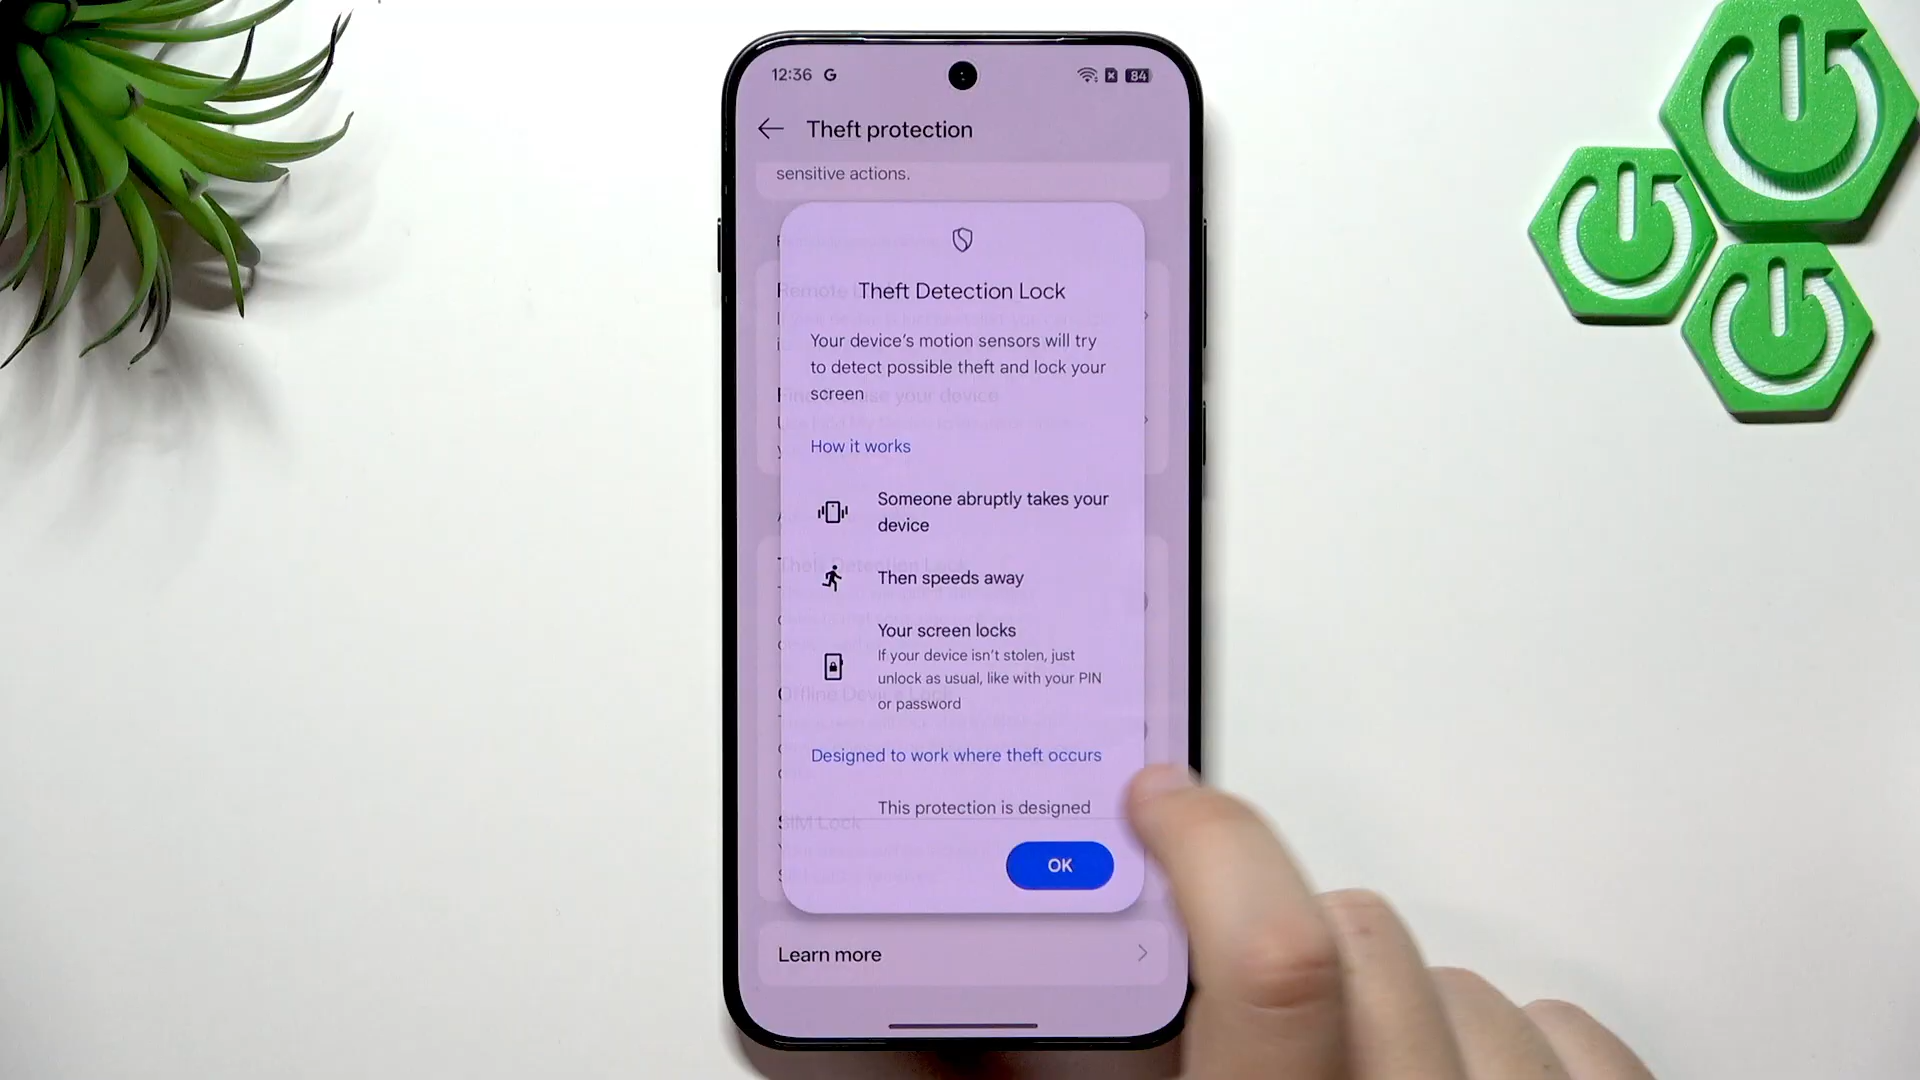 12:36 G
84
Theft protection
sensitive actions.
Theft Detection Lock
Your device's motion sensors will try
to detect possible theft and lock your
screen
How it works
Someone abruptly takes your
device
Then speeds away
Your screen locks
If your device isn't stolen, just
unlock as usual, like with your PIN
or password
Designed to work where theft occurs
This protection is designed
SIM Lock
OK
Learn more